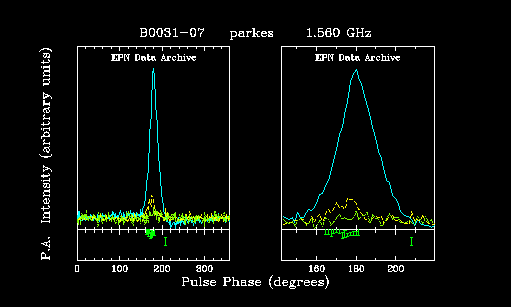 B0031-07 parkes 1.560 GHz
EPN Data Archive EPN Data Archive
P.A. Intensity (arbitrary units)
0 100 200 300 160 180 200
Pulse Phase (degrees)